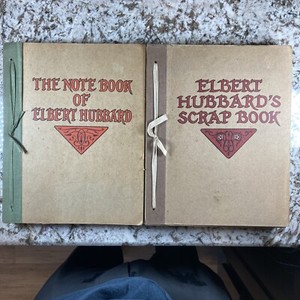 THE NOTE BOOK
OF
ELBERT HUBBARD
ELBERT
HUBBARD'S
SCRAP BOOK